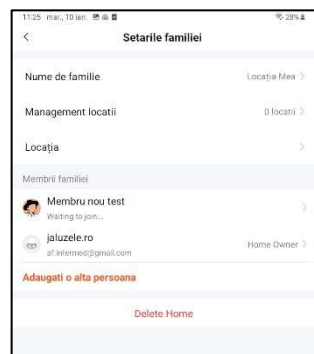 11:25 mar., 10 ian.
28%
Setarile familiei
Nume de familie
Locația Mea
Management locatii
0 locatii
Locația
Membrii familiei
Membru nou test
Waiting to join...
jaluzele.ro
sf.intermed@gmail.com
Home Owner
Adaugati o alta persoana
Delete Home